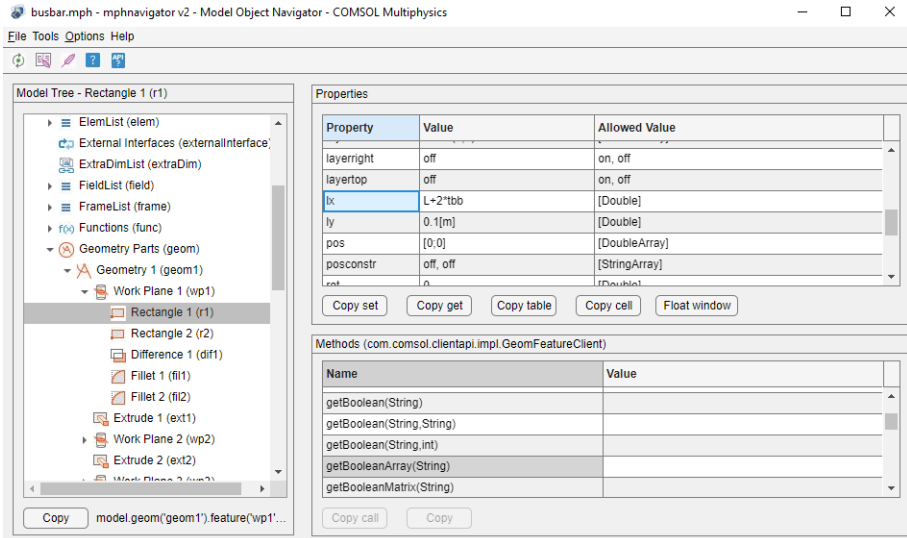 busbar.mph - mphnavigator v2 - Model Object Navigator - COMSOL Multiphysics
File Tools Options Help
API
?
?
Model Tree - Rectangle 1 (r1)
ElemList (elem)
External Interfaces (externalInterface)
ExtraDimList (extraDim)
FieldList (field)
FrameList (frame)
f(x) Functions (func)
Geometry Parts (geom)
Geometry 1 (geom1)
Work Plane 1 (wp1)
Rectangle 1 (r1)
Rectangle 2 (r2)
Difference 1 (dif1)
Fillet 1 (fil1)
Fillet 2 (fil2)
Extrude 1 (ext1)
Work Plane 2 (wp2)
Extrude 2 (ext2)
Work Plane 3 (wp3)
Copy model.geom('geom1').feature('wp1'...
Properties
Property Value Allowed Value
layerright off on, off
layertop off on, off
lx L+2*tbb [Double]
ly 0.1[m] [Double]
pos [0;0] [DoubleArray]
posconstr off, off [StringArray]
rot 0 [Double]
Copy set Copy get Copy table Copy cell Float window
Methods (com.comsol.clientapi.impl.GeomFeatureClient)
Name Value
getBoolean(String)
getBoolean(String,String)
getBoolean(String,int)
getBooleanArray(String)
getBooleanMatrix(String)
Copy call Copy